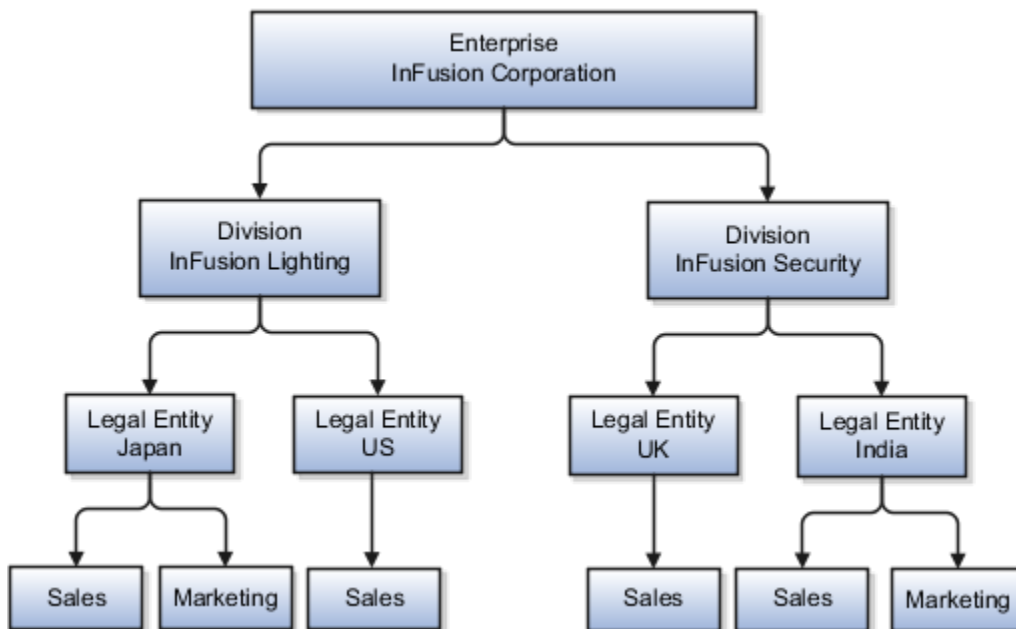 Enterprise
InFusion Corporation
Division
InFusion Lighting
Division
InFusion Security
Legal Entity
Japan
Legal Entity
US
Legal Entity
UK
Legal Entity
India
Sales
Marketing
Sales
Sales
Sales
Marketing